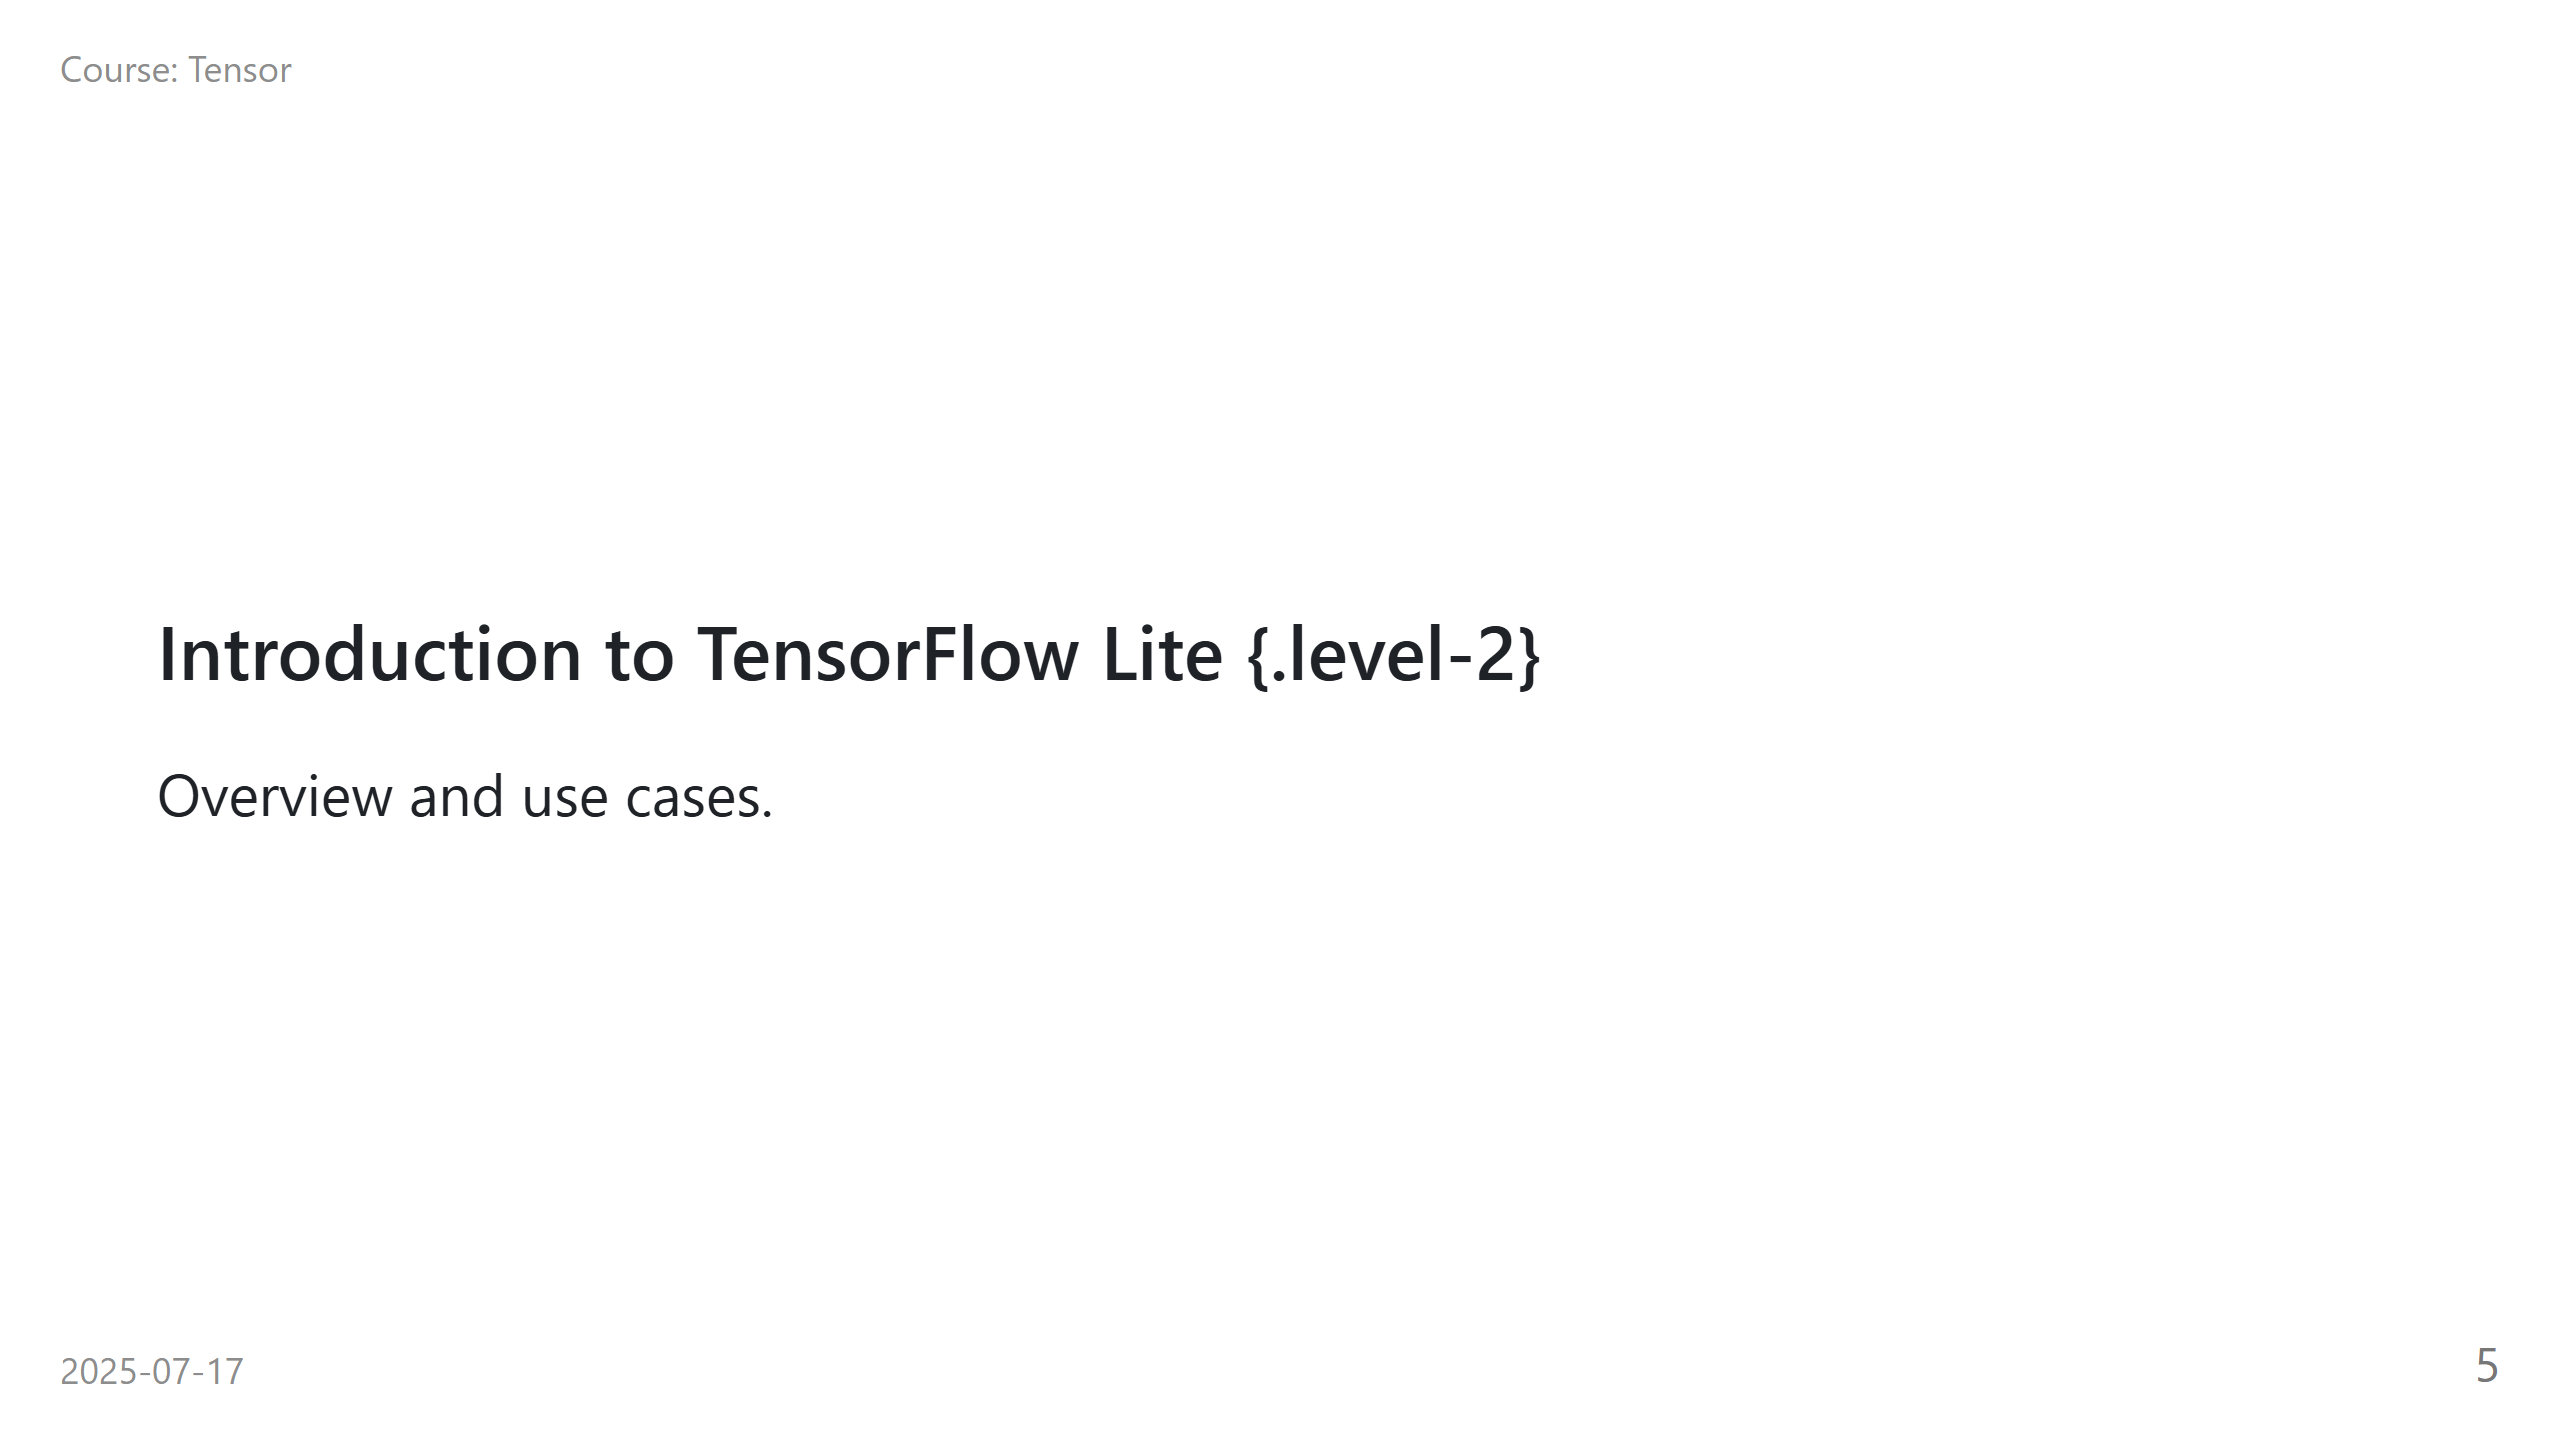 Course: Tensor
Introduction to TensorFlow Lite {.level-2}
Overview and use cases.
2025-07-17
5